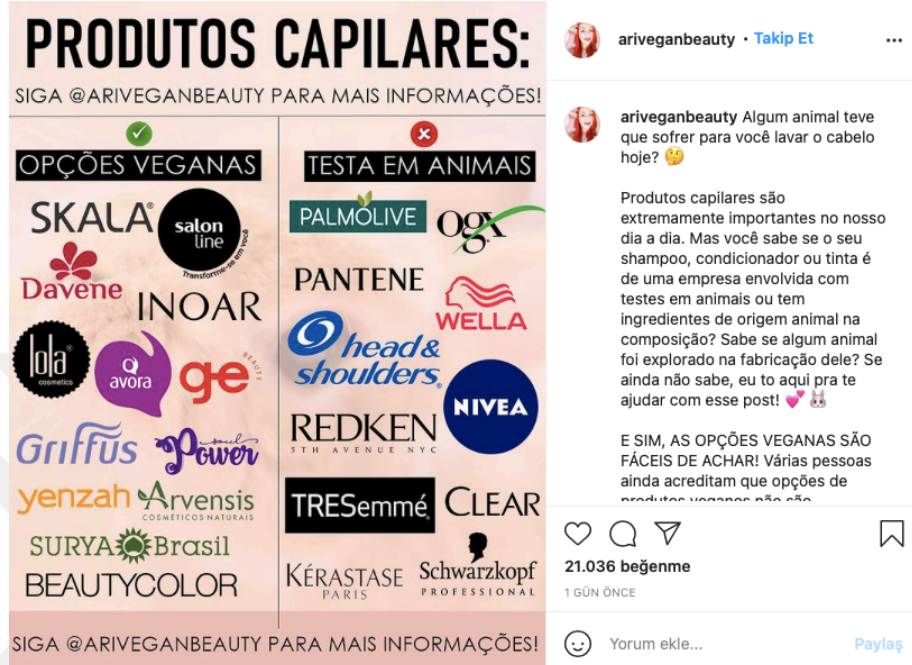 PRODUTOS CAPILARES:
SIGA @ARIVEGANBEAUTY PARA MAIS INFORMAÇÕES!
OPÇÕES VEGANAS
SKALA
salon
line
Transforme-se em você
Davene
INOAR
lola
cosmetics
avora
ge
BEAUTY
Griffus
soul
Power
yenzah
Arvensis
COSMÉTICOS NATURAIS
SURYA Brasil
BEAUTYCOLOR
TESTA EM ANIMAIS
PALMOLIVE
OGX
PANTENE
WELLA
head &
shoulders®
NIVEA
REDKEN
5TH AVENUE NYC
TRESemmé
CLEAR
KÉRASTASE
PARIS
Schwarzkopf
PROFESSIONAL
SIGA @ARIVEGANBEAUTY PARA MAIS INFORMAÇÕES!
ariveganbeauty • Takip Et
ariveganbeauty Algum animal teve
que sofrer para você lavar o cabelo
hoje? 🤔
Produtos capilares são
extremamente importantes no nosso
dia a dia. Mas você sabe se o seu
shampoo, condicionador ou tinta é
de uma empresa envolvida com
testes em animais ou tem
ingredientes de origem animal na
composição? Sabe se algum animal
foi explorado na fabricação dele? Se
ainda não sabe, eu to aqui pra te
ajudar com esse post! 💕🐰
E SIM, AS OPÇÕES VEGANAS SÃO
FÁCEIS DE ACHAR! Várias pessoas
ainda acreditam que opções de
produtos veganos não são
21.036 beğenme
1 GÜN ÖNCE
Yorum ekle...
Paylaş